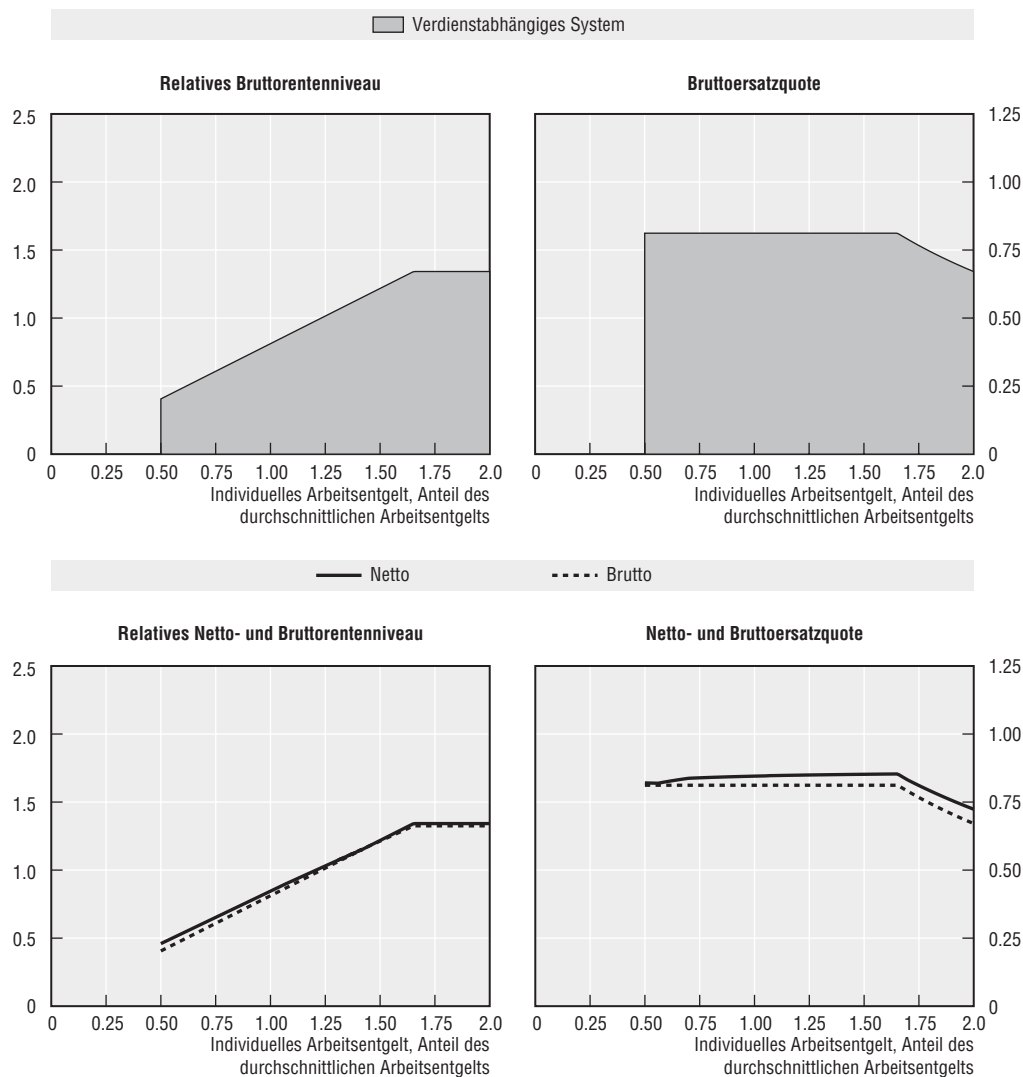 Verdienstabhängiges System
Relatives Bruttorentenniveau
Bruttoersatzquote
2.5
2.0
1.5
1.0
0.5
0
0 0.25 0.50 0.75 1.00 1.25 1.50 1.75 2.0
Individuelles Arbeitsentgelt, Anteil des
durchschnittlichen Arbeitsentgelts
1.25
1.00
0.75
0.50
0.25
0
0 0.25 0.50 0.75 1.00 1.25 1.50 1.75 2.0
Individuelles Arbeitsentgelt, Anteil des
durchschnittlichen Arbeitsentgelts
Netto
Brutto
Relatives Netto- und Bruttorentenniveau
Netto- und Bruttoersatzquote
2.5
2.0
1.5
1.0
0.5
0
0 0.25 0.50 0.75 1.00 1.25 1.50 1.75 2.0
Individuelles Arbeitsentgelt, Anteil des
durchschnittlichen Arbeitsentgelts
1.25
1.00
0.75
0.50
0.25
0
0 0.25 0.50 0.75 1.00 1.25 1.50 1.75 2.0
Individuelles Arbeitsentgelt, Anteil des
durchschnittlichen Arbeitsentgelts